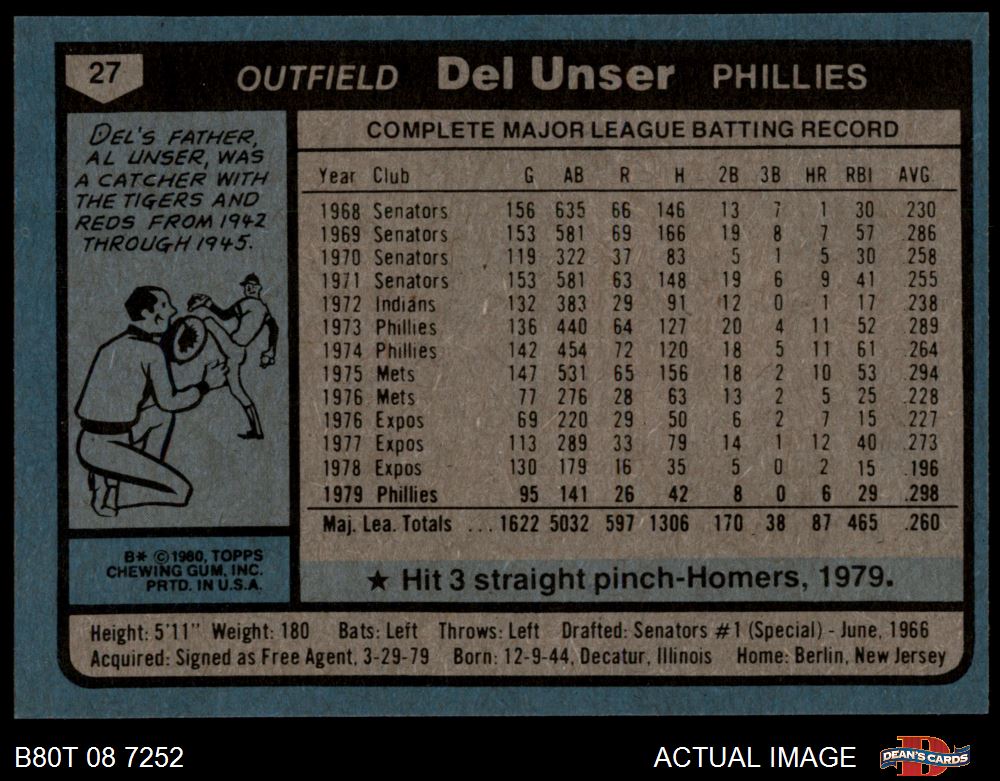 27
OUTFIELD Del Unser PHILLIES
DEL'S FATHER,
AL UNSER, WAS
A CATCHER WITH
THE TIGERS AND
REDS FROM 1942
THROUGH 1945.
B* ©1980, TOPPS
CHEWING GUM, INC.
PRTD. IN U.S.A.
COMPLETE MAJOR LEAGUE BATTING RECORD
Year Club G AB R H 2B 3B HR RBI AVG.
1968 Senators 156 635 66 146 13 7 1 30 .230
1969 Senators 153 581 69 166 19 8 7 57 .286
1970 Senators 119 322 37 83 5 1 5 30 .258
1971 Senators 153 581 63 148 19 6 9 41 .255
1972 Indians 132 383 29 91 12 0 1 17 .238
1973 Phillies 136 440 64 127 20 4 11 52 .289
1974 Phillies 142 454 72 120 18 5 11 61 .264
1975 Mets 147 531 65 156 18 2 10 53 .294
1976 Mets 77 276 28 63 13 2 5 25 .228
1976 Expos 69 220 29 50 6 2 7 15 .227
1977 Expos 113 289 33 79 14 1 12 40 .273
1978 Expos 130 179 16 35 5 0 2 15 .196
1979 Phillies 95 141 26 42 8 0 6 29 .298
Maj. Lea. Totals ... 1622 5032 597 1306 170 38 87 465 .260
★ Hit 3 straight pinch-Homers, 1979.
Height: 5'11" Weight: 180 Bats: Left Throws: Left Drafted: Senators #1 (Special) - June, 1966
Acquired: Signed as Free Agent, 3-29-79 Born: 12-9-44, Decatur, Illinois Home: Berlin, New Jersey
B80T 08 7252
ACTUAL IMAGE
DEAN'S CARDS